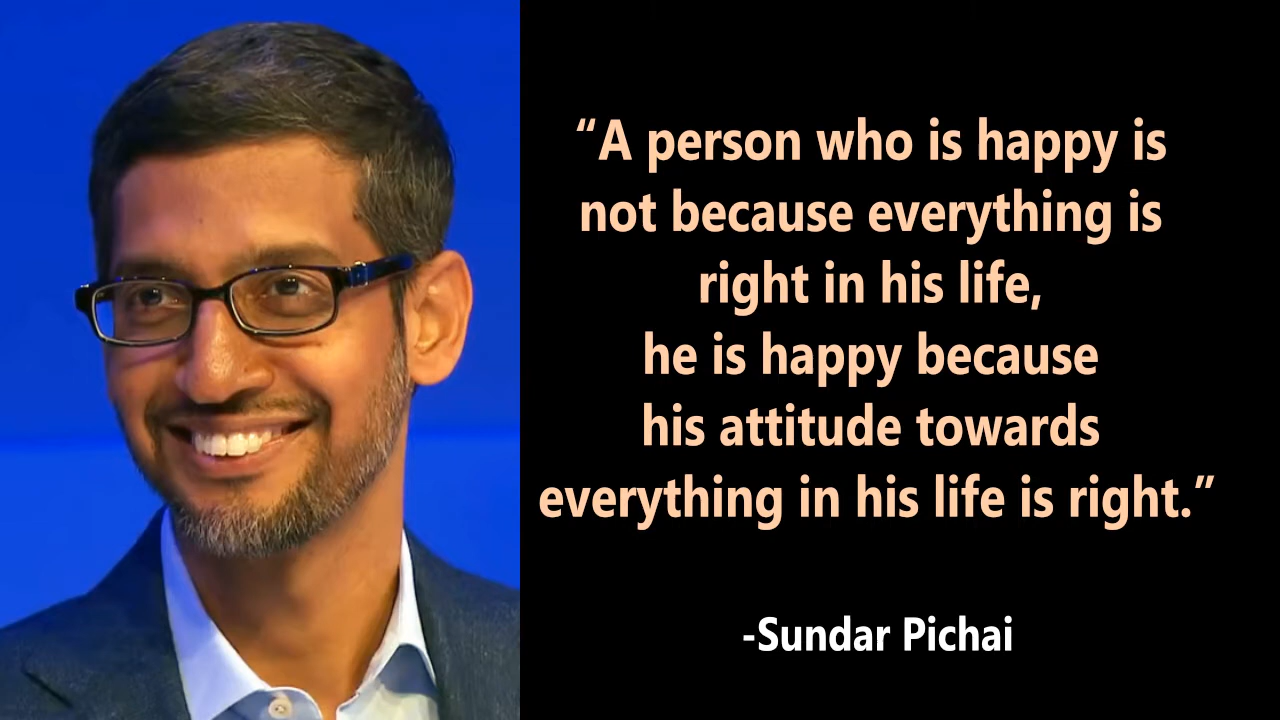 “A person who is happy is
not because everything is
right in his life,
he is happy because
his attitude towards
everything in his life is right.”
-Sundar Pichai